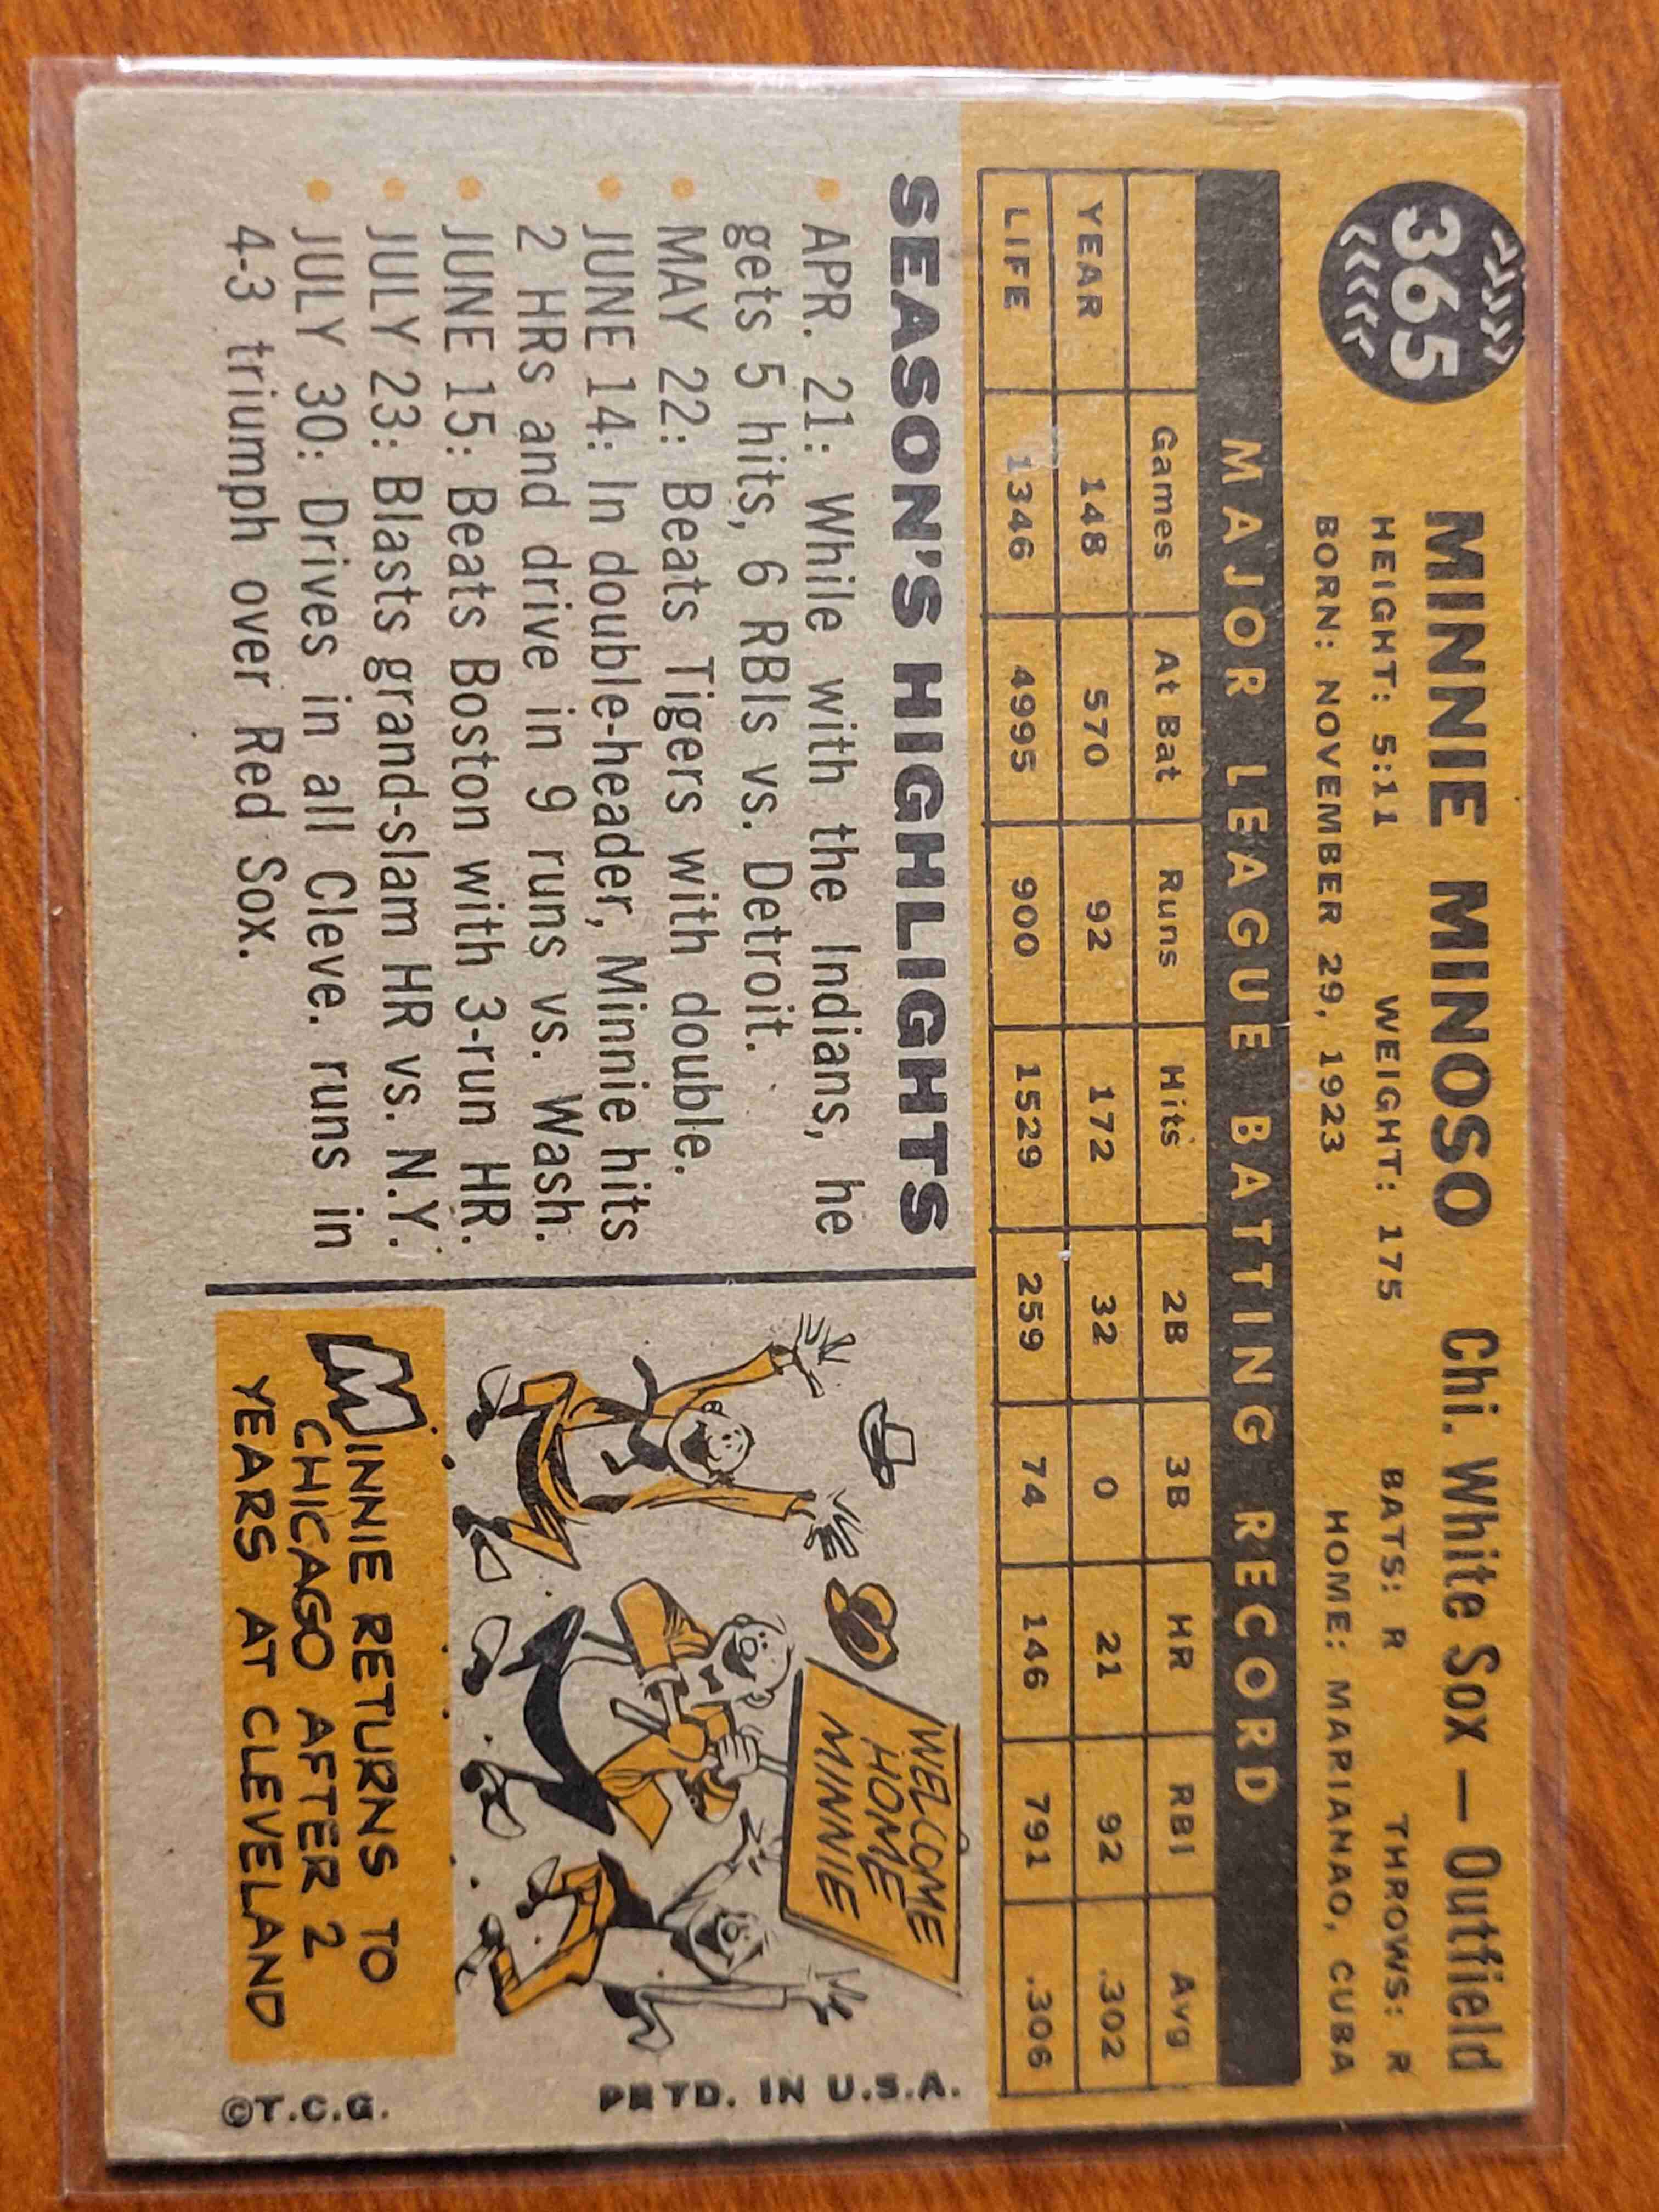 365
MINNIE MINOSO Chi. White Sox — Outfield
HEIGHT: 5:11 WEIGHT: 175 BATS: R THROWS: R
BORN: NOVEMBER 29, 1923 HOME: MARIANAO, CUBA
MAJOR LEAGUE BATTING RECORD
Games At Bat Runs Hits 2B 3B HR RBI Avg
YEAR 148 570 92 172 32 0 21 92 .302
LIFE 1346 4995 900 1529 259 74 146 791 .306
SEASON'S HIGHLIGHTS
• APR. 21: While with the Indians, he
gets 5 hits, 6 RBIs vs. Detroit.
• MAY 22: Beats Tigers with double.
• JUNE 14: In double-header, Minnie hits
2 HRs and drive in 9 runs vs. Wash.
• JUNE 15: Beats Boston with 3-run HR.
• JULY 23: Blasts grand-slam HR vs. N.Y.
• JULY 30: Drives in all Cleve. runs in
4-3 triumph over Red Sox.
WELCOME
HOME
MINNIE
MINNIE RETURNS TO
CHICAGO AFTER 2
YEARS AT CLEVELAND
PRTD. IN U.S.A.
©T.C.G.